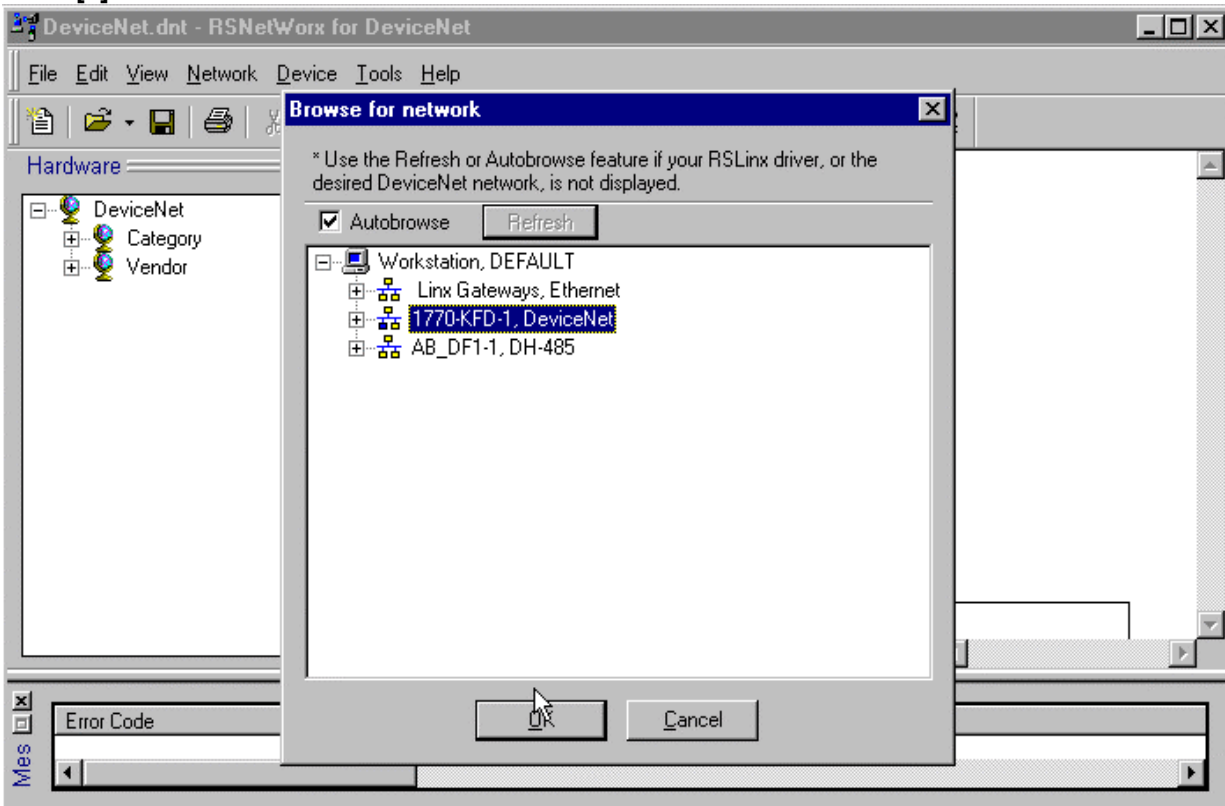 DeviceNet.dnt - RSNetWorx for DeviceNet
File Edit View Network Device Tools Help
Browse for network
Hardware
* Use the Refresh or Autobrowse feature if your RSLinx driver, or the
desired DeviceNet network, is not displayed.
DeviceNet
Category
Vendor
Autobrowse Refresh
Workstation, DEFAULT
Linx Gateways, Ethernet
1770-KFD-1, DeviceNet
AB_DF1-1, DH-485
OK Cancel
Error Code
Mes